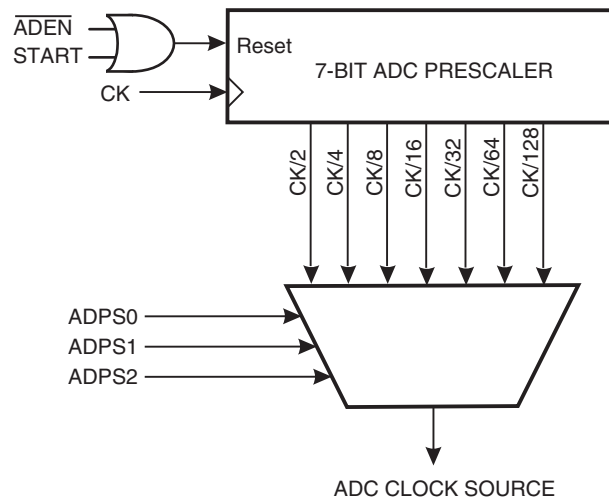 ADEN
START
Reset
7-BIT ADC PRESCALER
CK
CK/2
CK/4
CK/8
CK/16
CK/32
CK/64
CK/128
ADPS0
ADPS1
ADPS2
ADC CLOCK SOURCE